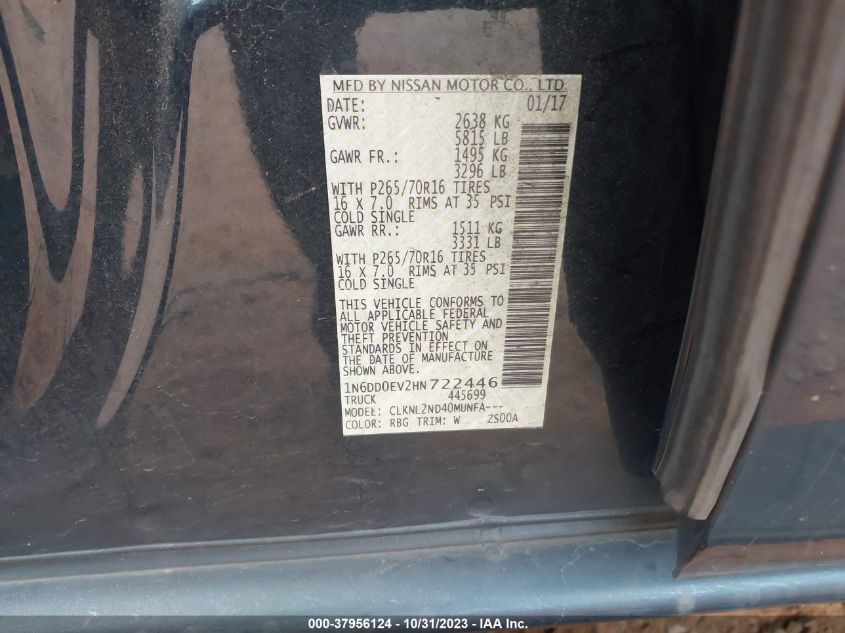 MFD BY NISSAN MOTOR CO., LTD.
DATE: 01/17
GVWR: 2638 KG
5815 LB
GAWR FR.: 1495 KG
3296 LB
WITH P265/70R16 TIRES
16 X 7.0 RIMS AT 35 PSI
COLD SINGLE
GAWR RR.: 1511 KG
3331 LB
WITH P265/70R16 TIRES
16 X 7.0 RIMS AT 35 PSI
COLD SINGLE
THIS VEHICLE CONFORMS TO
ALL APPLICABLE FEDERAL
MOTOR VEHICLE SAFETY AND
THEFT PREVENTION
STANDARDS IN EFFECT ON
THE DATE OF MANUFACTURE
SHOWN ABOVE.
1N6DD0EV2HN722446
TRUCK 445699
MODEL: CLKNL2ND40MUNFA---
COLOR: RBG TRIM: W ZS00A
000-37956124 - 10/31/2023 - IAA Inc.